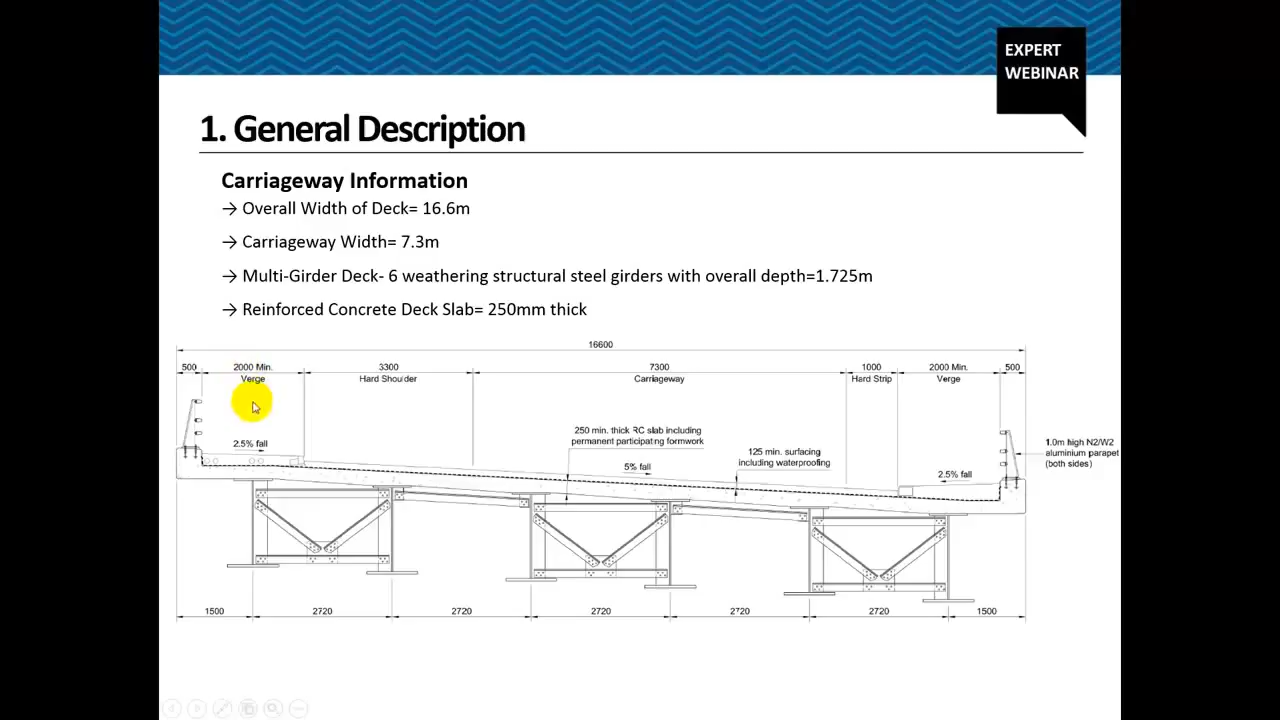 EXPERT
WEBINAR
1. General Description
Carriageway Information
→ Overall Width of Deck= 16.6m
→ Carriageway Width= 7.3m
→ Multi-Girder Deck- 6 weathering structural steel girders with overall depth=1.725m
→ Reinforced Concrete Deck Slab= 250mm thick
16600
500 2000 Min. 3300 7300 1000 2000 Min. 500
Verge Hard Shoulder Carriageway Hard Strip Verge
250 min. thick RC slab including
permanent participating formwork
125 min. surfacing
including waterproofing
1.0m high N2/W2
aluminium parapet
(both sides)
2.5% fall 5% fall 2.5% fall
1500 2720 2720 2720 2720 2720 1500